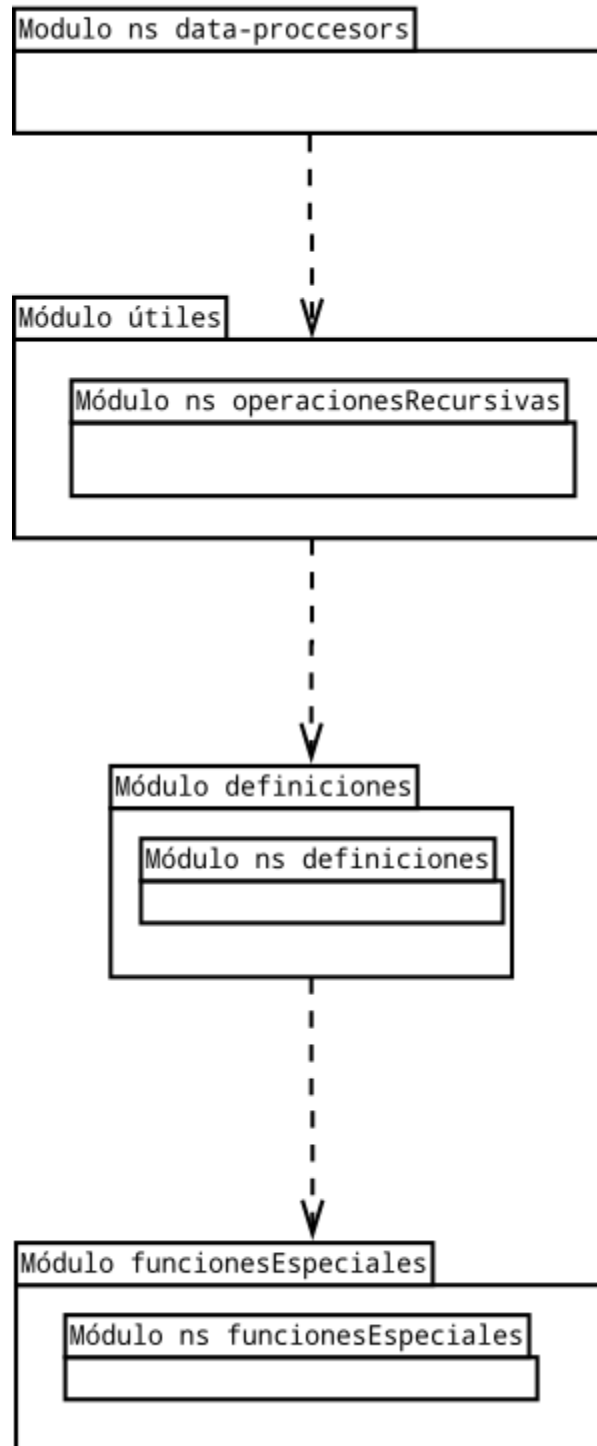 Modulo ns data-proccesors
Módulo útiles
Módulo ns operacionesRecursivas
Módulo definiciones
Módulo ns definiciones
Módulo funcionesEspeciales
Módulo ns funcionesEspeciales